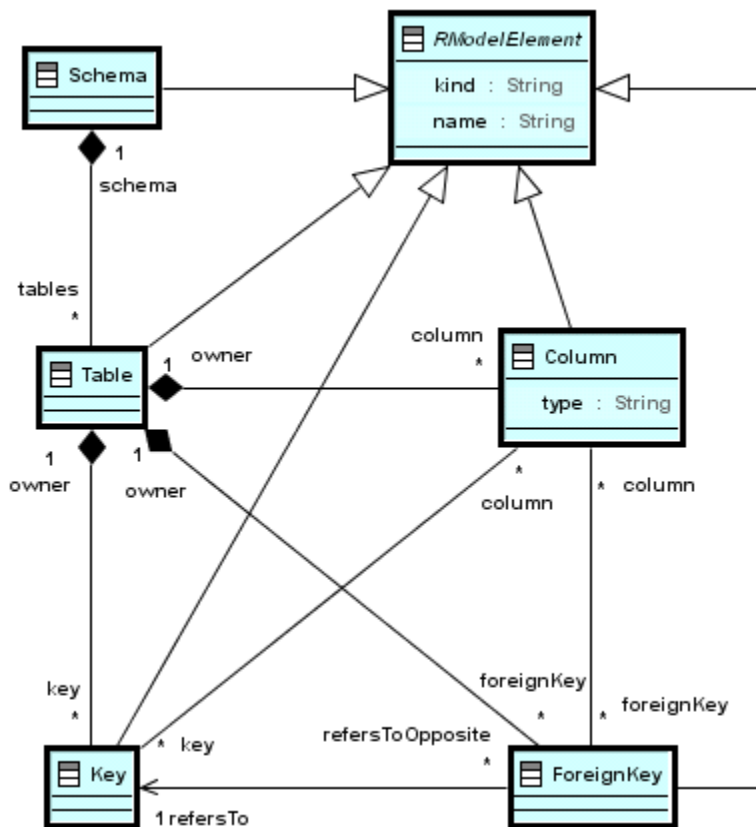 RModelElement
kind : String
name : String
Schema
1
schema
tables
*
Table
1
owner
column
*
Column
type : String
1
owner
1
owner
*
column
*
column
key
*
*
key
foreignKey
*
*
foreignKey
refersToOpposite
*
Key
1 refersTo
ForeignKey